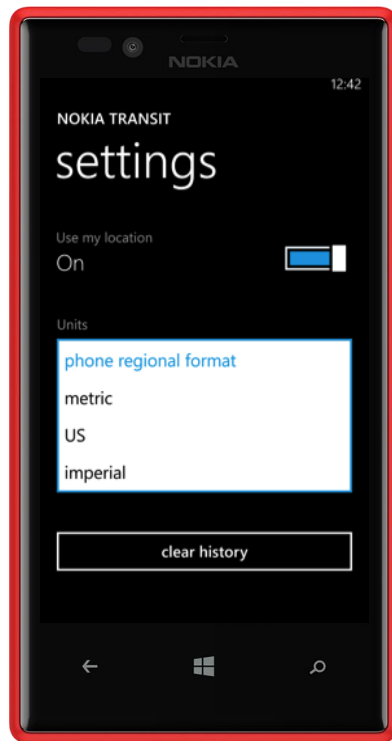 NOKIA
12:42
NOKIA TRANSIT
settings
Use my location
On
Units
phone regional format
metric
US
imperial
clear history